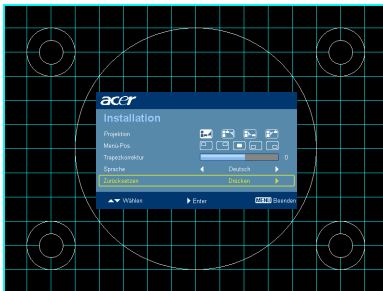 acer
Installation
Projektion
Menü-Pos.
Trapezkorrektur 0
Sprache Deutsch
Zurücksetzen Drücken
Wählen Enter MENU Beenden